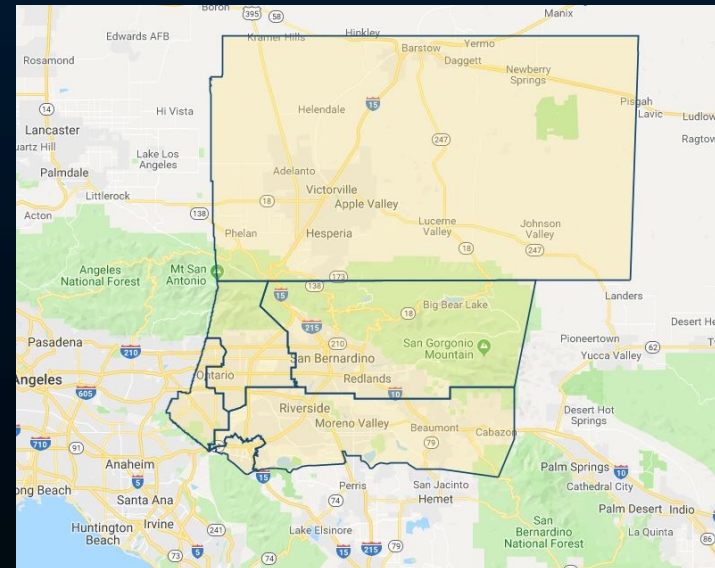 Boron
395
58
Manix
Edwards AFB
Kramer Hills
Hinkley
Barstow
Yermo
Rosamond
Daggett
Newberry
Springs
14
Hi Vista
Helendale
15
Pisgah
Lavic
Ludlow
Lancaster
247
Ragtow
uartz Hill
Lake Los
Angeles
Adelanto
Palmdale
Victorville
Littlerock
18
Apple Valley
Acton
138
Lucerne
Valley
Johnson
Valley
Phelan
Hesperia
18
247
Angeles
National Forest
Mt San
Antonio
173
138
15
Big Bear Lake
Landers
215
18
Pasadena
210
210
San Gorgonio
Mountain
Pioneertown
Desert He
62
San Bernardino
Yucca Valley
Angeles
Ontario
Redlands
605
10
Riverside
Desert Hot
Springs
Moreno Valley
Beaumont
Cabazon
710
91
79
Anaheim
5
15
Palm Springs
10
ong Beach
Perris
San Jacinto
Cathedral City
Santa Ana
Hemet
74
Palm Desert
Indio
Huntington
Beach
Irvine
241
Lake Elsinore
San
Bernardino
National Forest
La Quinta
73
5
74
15
215
79
86